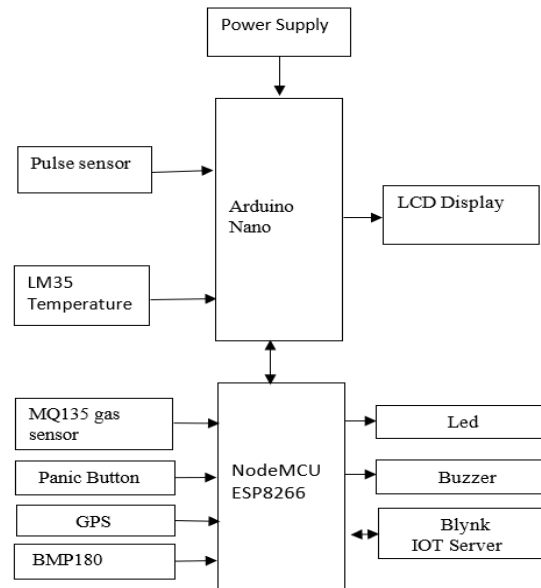 Power Supply
Pulse sensor
Arduino
Nano
LCD Display
LM35
Temperature
MQ135 gas
sensor
Panic Button
GPS
BMP180
NodeMCU
ESP8266
Led
Buzzer
Blynk
IOT Server